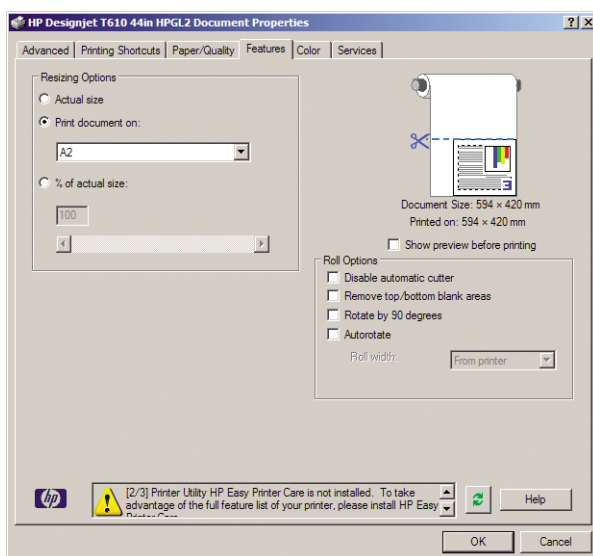 HP Designjet T610 44in HPGL2 Document Properties
Advanced Printing Shortcuts Paper/Quality Features Color Services
Resizing Options
Actual size
Print document on:
A2
% of actual size:
100
3
Document Size: 594 × 420 mm
Printed on: 594 × 420 mm
Show preview before printing
Roll Options
Disable automatic cutter
Remove top/bottom blank areas
Rotate by 90 degrees
Autorotate
Roll width: From printer
hp
[2/3] Printer Utility HP Easy Printer Care is not installed. To take
advantage of the full feature list of your printer, please install HP Easy
Printer Care
Help
OK Cancel